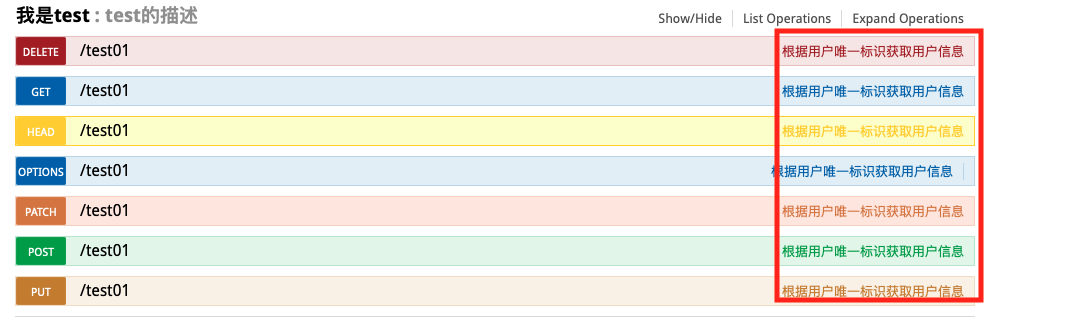 我是test : test的描述
Show/Hide List Operations Expand Operations
DELETE /test01 根据用户唯一标识获取用户信息
GET /test01 根据用户唯一标识获取用户信息
HEAD /test01 根据用户唯一标识获取用户信息
OPTIONS /test01 根据用户唯一标识获取用户信息
PATCH /test01 根据用户唯一标识获取用户信息
POST /test01 根据用户唯一标识获取用户信息
PUT /test01 根据用户唯一标识获取用户信息